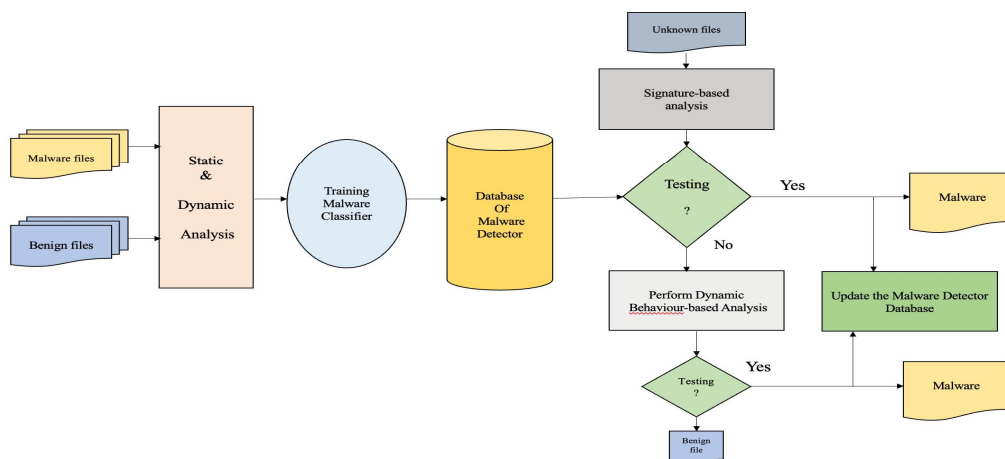 Unknown files
Signature-based
analysis
Malware files
Benign files
Static
&
Dynamic
Analysis
Training
Malware
Classifier
Database
Of
Malware
Detector
Testing
?
Yes
Malware
No
Perform Dynamic
Behaviour-based Analysis
Update the Malware Detector
Database
Testing
?
Yes
Malware
Benign
file